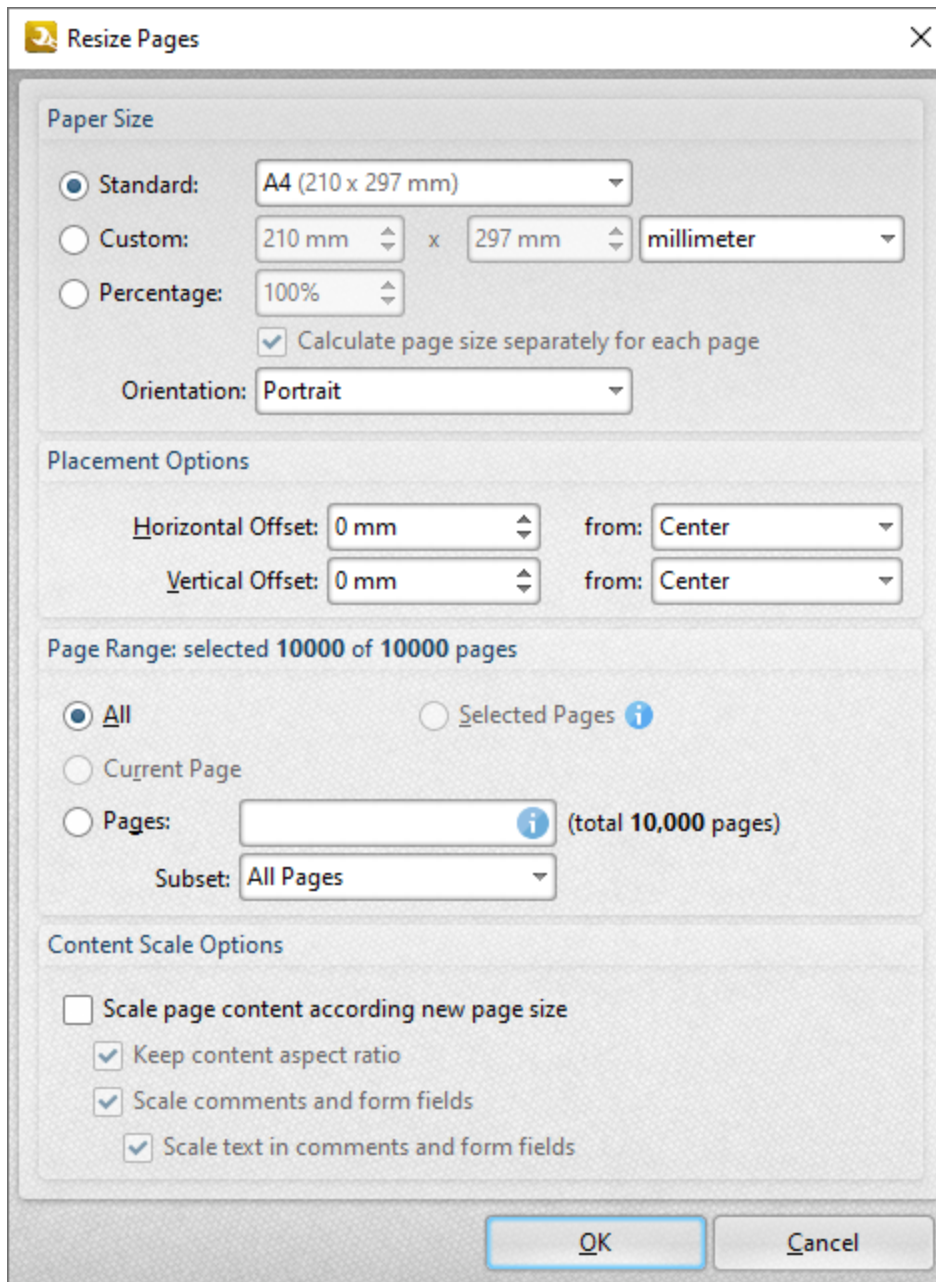 Resize Pages
Paper Size
Standard: A4 (210 x 297 mm)
Custom: 210 mm x 297 mm millimeter
Percentage: 100%
Calculate page size separately for each page
Orientation: Portrait
Placement Options
Horizontal Offset: 0 mm from: Center
Vertical Offset: 0 mm from: Center
Page Range: selected 10000 of 10000 pages
All Selected Pages
Current Page
Pages: (total 10,000 pages)
Subset: All Pages
Content Scale Options
Scale page content according new page size
Keep content aspect ratio
Scale comments and form fields
Scale text in comments and form fields
OK Cancel